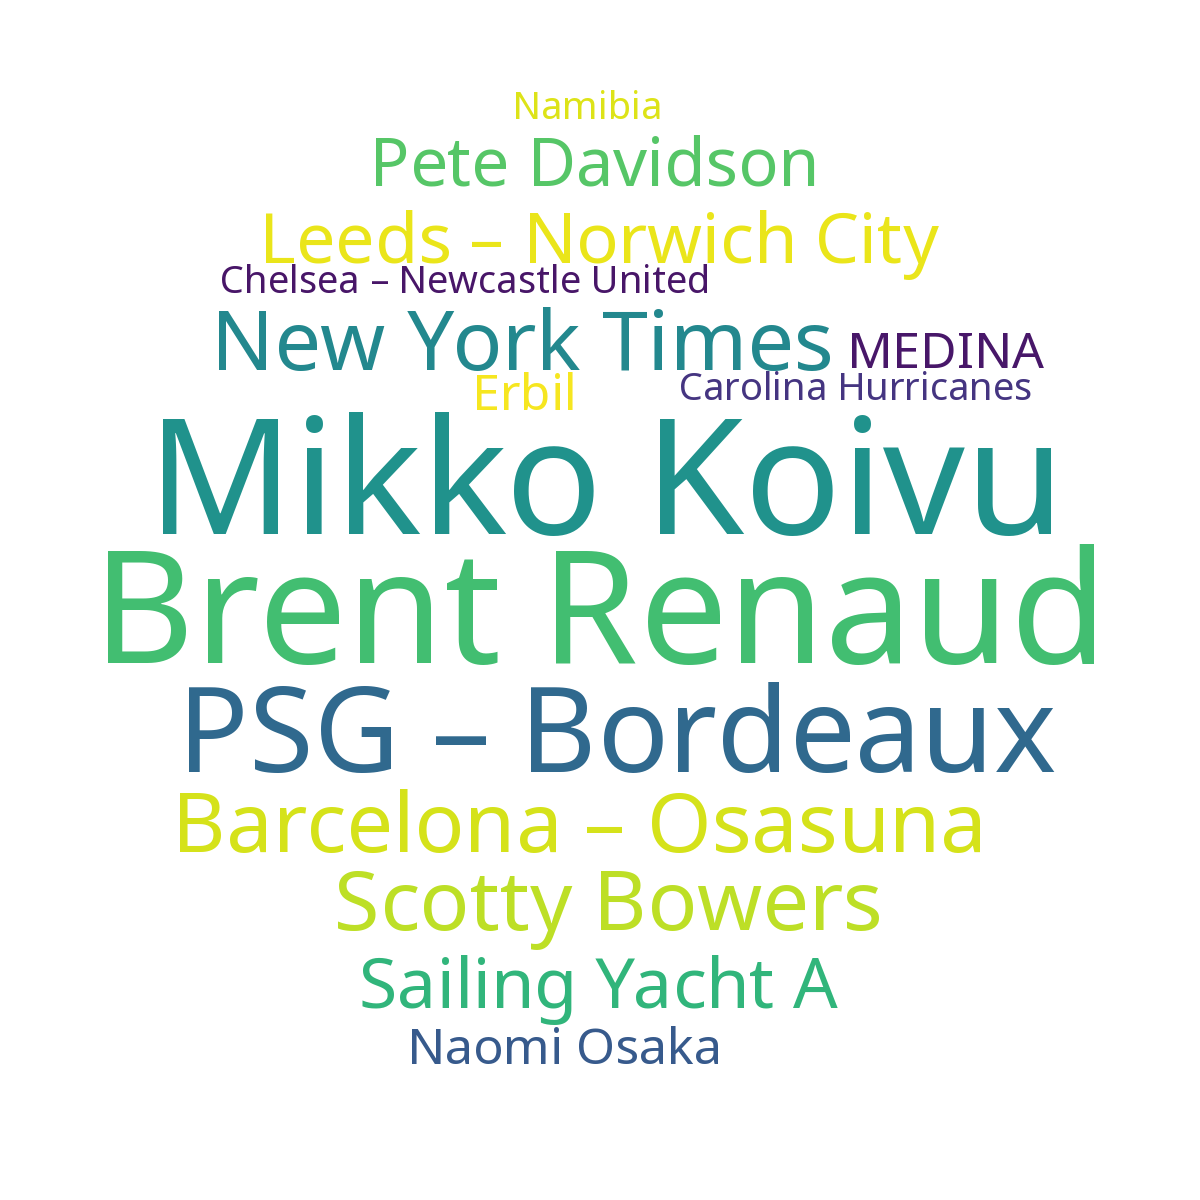 Namibia
Pete Davidson
Leeds – Norwich City
Chelsea – Newcastle United
New York Times
MEDINA
Erbil
Carolina Hurricanes
Mikko Koivu
Brent Renaud
PSG – Bordeaux
Barcelona – Osasuna
Scotty Bowers
Sailing Yacht A
Naomi Osaka